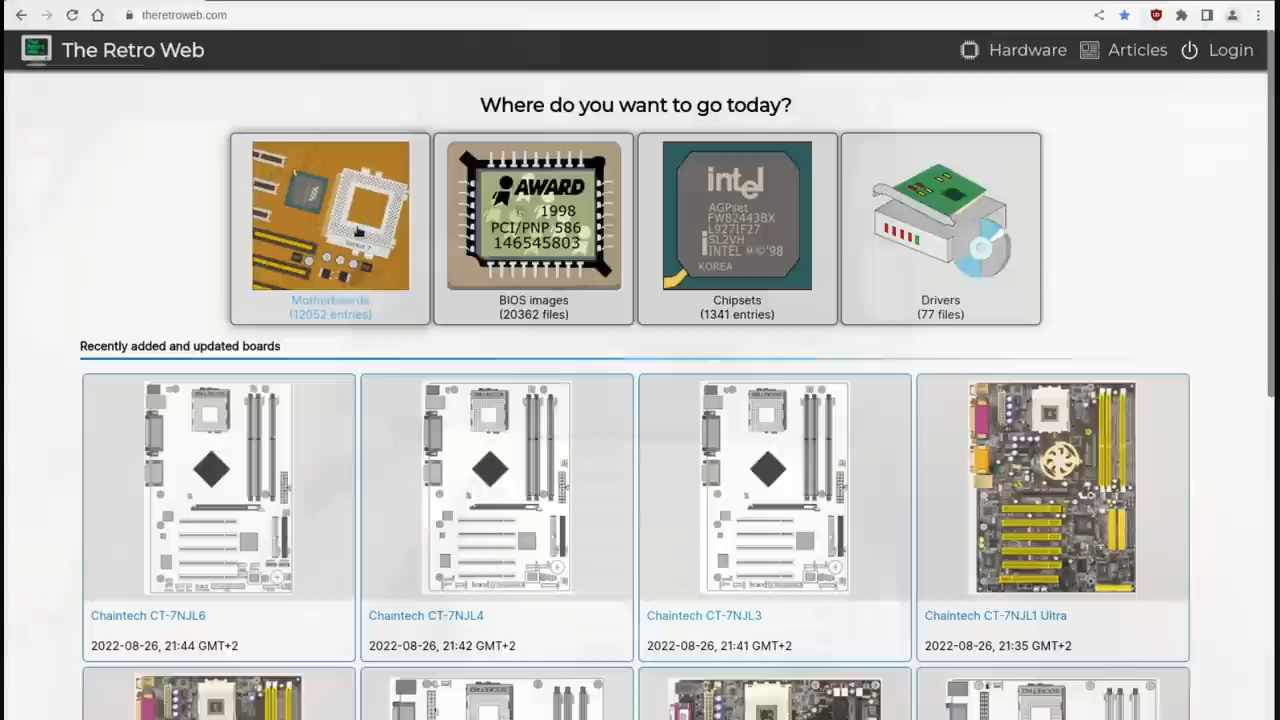 theretroweb.com
The Retro Web
Hardware
Articles
Login
Where do you want to go today?
VIA
Socket 7
AWARD
1998
PCI/PNP 586
146545803
intel
AGPset
FW82443BX
L927IF27
SL2VH
INTEL Ⓜ©'98
KOREA
Motherboards
(12052 entries)
BIOS images
(20362 files)
Chipsets
(1341 entries)
Drivers
(77 files)
Recently added and updated boards
Chaintech CT-7NJL6
2022-08-26, 21:44 GMT+2
Chaintech CT-7NJL4
2022-08-26, 21:42 GMT+2
Chaintech CT-7NJL3
2022-08-26, 21:41 GMT+2
Chaintech CT-7NJL1 Ultra
2022-08-26, 21:35 GMT+2